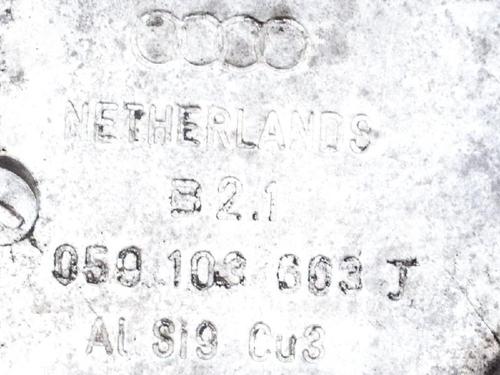 NETHERLANDS
B 2.1
059 103 603 J
Al Si9 Cu3